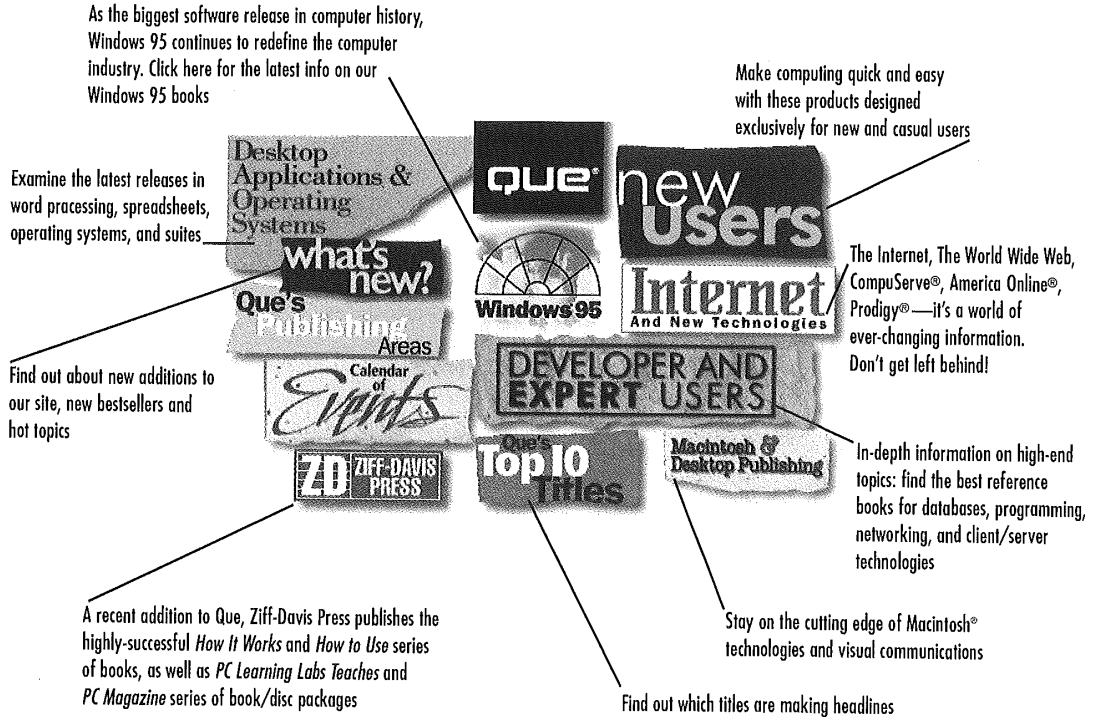 As the biggest software release in computer history,
Windows 95 continues to redefine the computer
industry. Click here for the latest info on our
Windows 95 books
Make computing quick and easy
with these products designed
exclusively for new and casual users
Examine the latest releases in
word processing, spreadsheets,
operating systems, and suites
Desktop
Applications &
Operating
Systems
que®
new
users
what's
new?
Windows 95
Internet
And New Technologies
The Internet, The World Wide Web,
CompuServe®, America Online®,
Prodigy®—it's a world of
ever-changing information.
Don't get left behind!
Que's
Publishing
Areas
Find out about new additions to
our site, new bestsellers and
hot topics
Calendar
of
Events
DEVELOPER AND
EXPERT USERS
ZD ZIFF-DAVIS
PRESS
Que's
Top 10
Titles
Macintosh &
Desktop Publishing
In-depth information on high-end
topics: find the best reference
books for databases, programming,
networking, and client/server
technologies
A recent addition to Que, Ziff-Davis Press publishes the
highly-successful How It Works and How to Use series
of books, as well as PC Learning Labs Teaches and
PC Magazine series of book/disc packages
Stay on the cutting edge of Macintosh®
technologies and visual communications
Find out which titles are making headlines